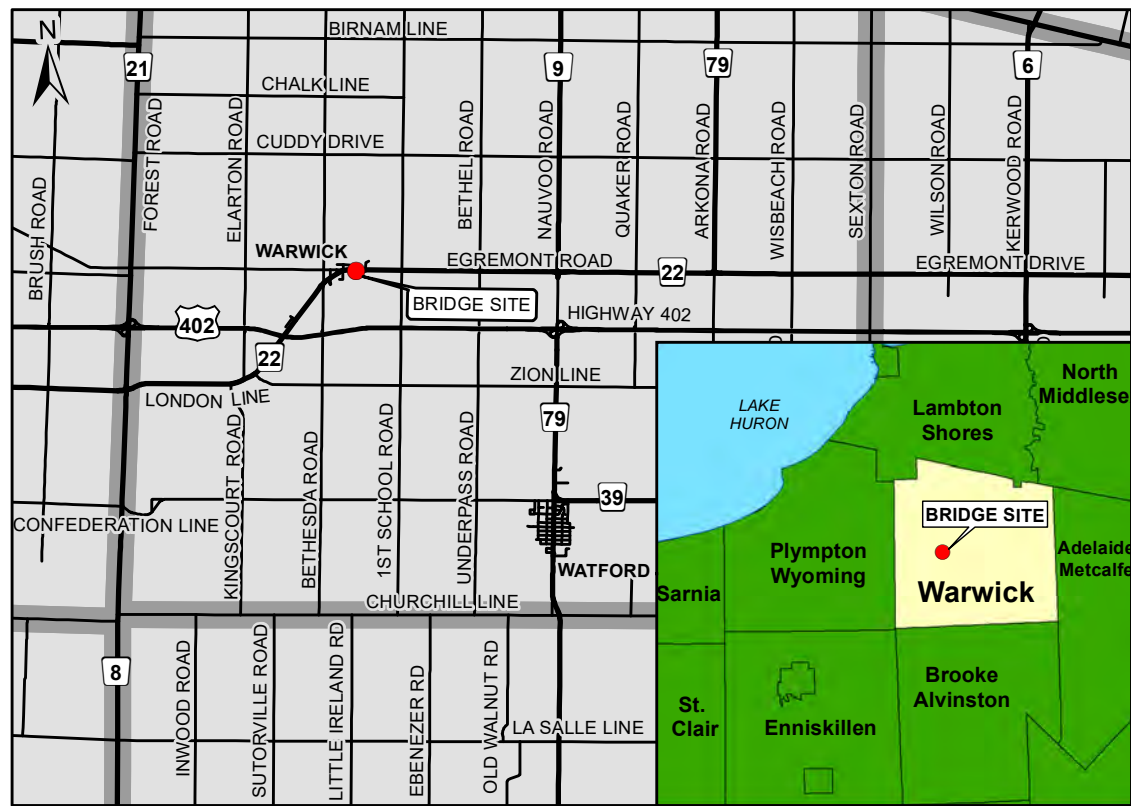 N
BIRNAM LINE
21
9
79
6
CHALK LINE
CUDDY DRIVE
BRUSH ROAD
FOREST ROAD
ELARTON ROAD
BETHEL ROAD
NAUVOO ROAD
QUAKER ROAD
ARKONA ROAD
WISBEACH ROAD
SEXTON ROAD
WILSON ROAD
KERWOOD ROAD
WARWICK
EGREMONT ROAD
22
EGREMONT DRIVE
BRIDGE SITE
402
HIGHWAY 402
22
ZION LINE
LONDON LINE
79
KINGSCOURT ROAD
BETHESDA ROAD
1ST SCHOOL ROAD
UNDERPASS ROAD
39
CONFEDERATION LINE
WATFORD
CHURCHILL LINE
8
INWOOD ROAD
SUTORVILLE ROAD
LITTLE IRELAND RD
EBENEZER RD
OLD WALNUT RD
LA SALLE LINE
LAKE
HURON
Lambton
Shores
North
Middlese
BRIDGE SITE
Plympton
Wyoming
Adelaide
Metcalfe
Sarnia
Warwick
St.
Clair
Enniskillen
Brooke
Alvinston